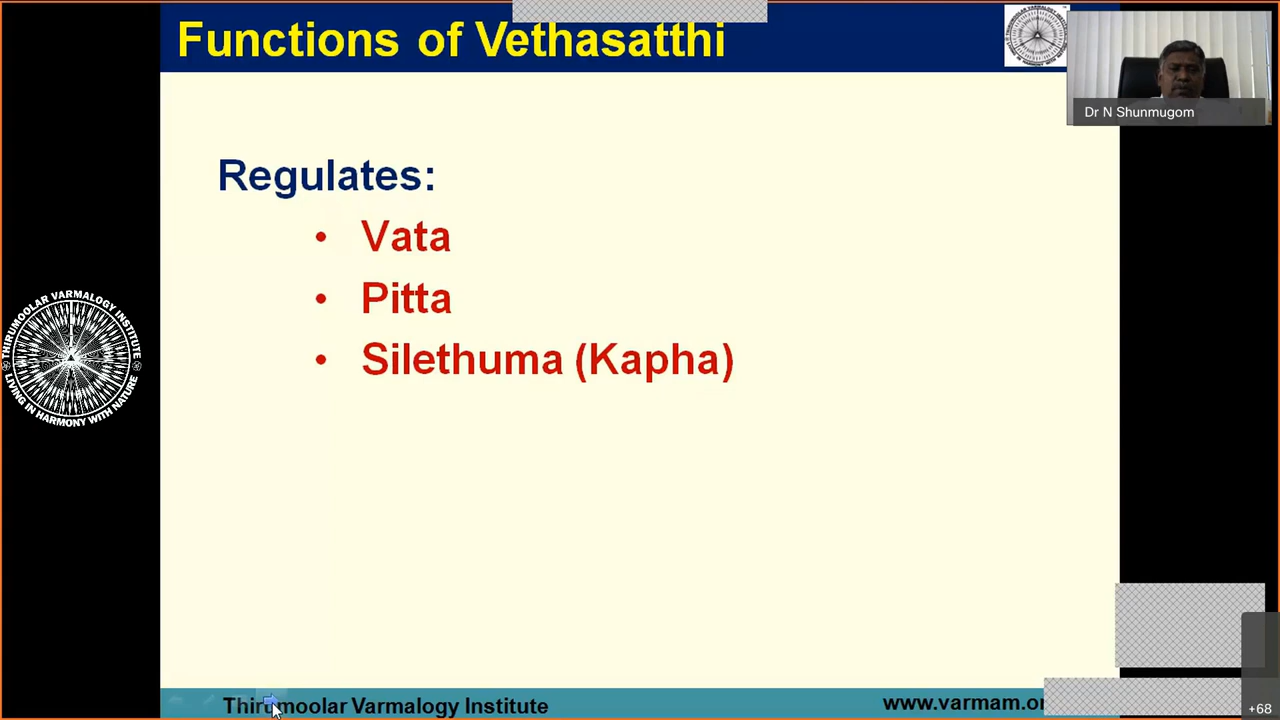 Functions of Vethasatthi
Dr N Shunmugom
Regulates:
• Vata
• Pitta
• Silethuma (Kapha)
THIRUMOOLAR VARMALOGY INSTITUTE
LIVING IN HARMONY WITH NATURE
Thirumoolar Varmalogy Institute
www.varmam.or
+68